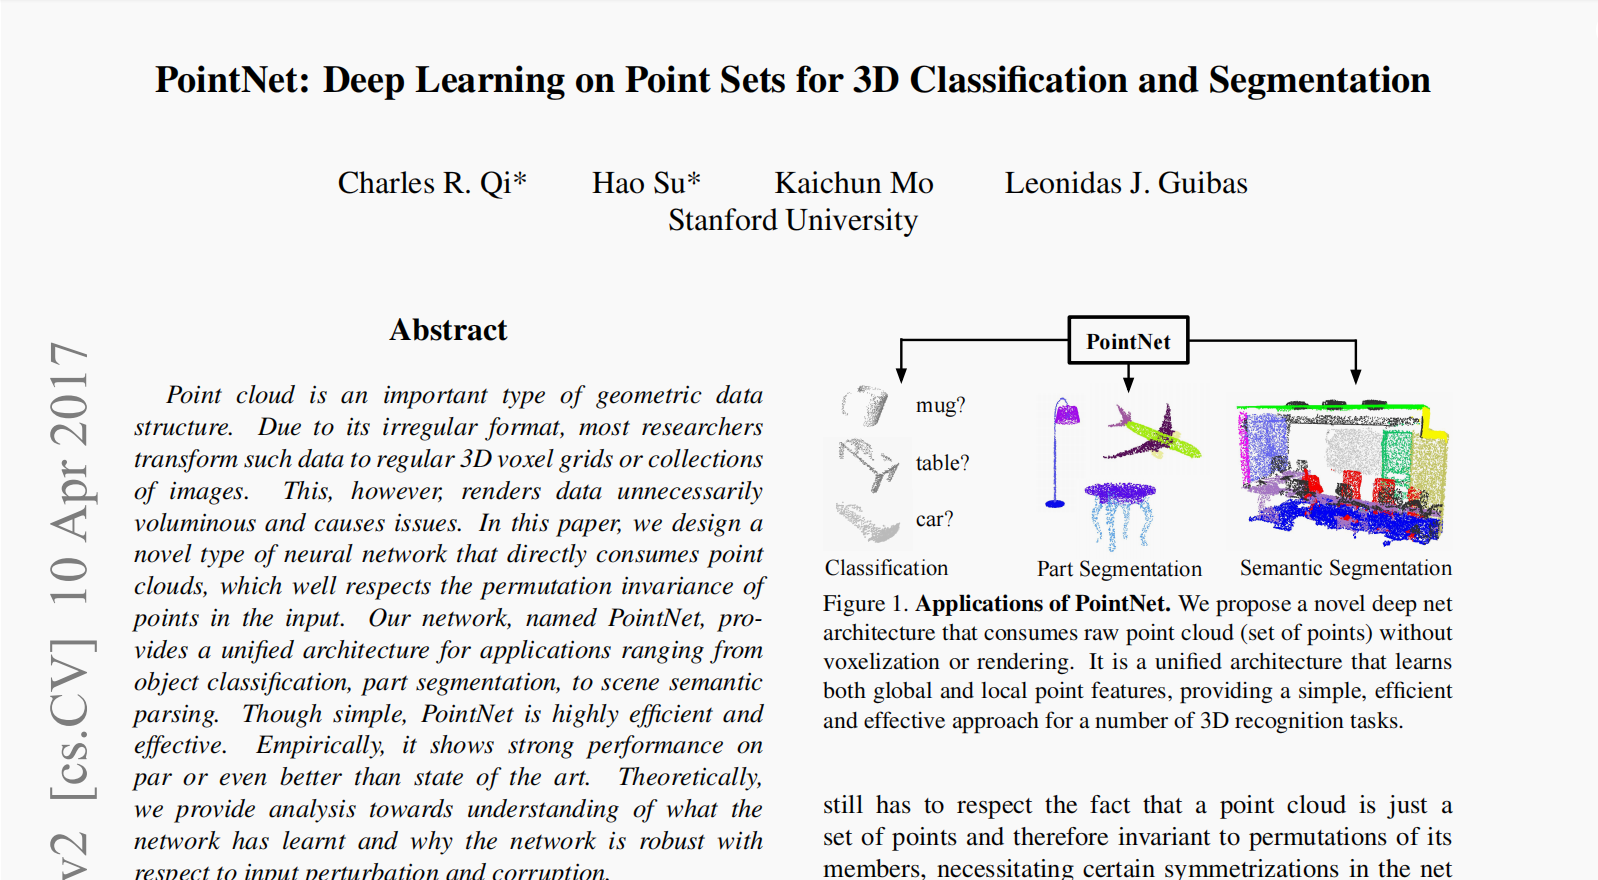 PointNet: Deep Learning on Point Sets for 3D Classification and Segmentation
Charles R. Qi* Hao Su* Kaichun Mo Leonidas J. Guibas
Stanford University
v2 [cs.CV] 10 Apr 2017
Abstract
Point cloud is an important type of geometric data
structure. Due to its irregular format, most researchers
transform such data to regular 3D voxel grids or collections
of images. This, however, renders data unnecessarily
voluminous and causes issues. In this paper, we design a
novel type of neural network that directly consumes point
clouds, which well respects the permutation invariance of
points in the input. Our network, named PointNet, pro-
vides a unified architecture for applications ranging from
object classification, part segmentation, to scene semantic
parsing. Though simple, PointNet is highly efficient and
effective. Empirically, it shows strong performance on
par or even better than state of the art. Theoretically,
we provide analysis towards understanding of what the
network has learnt and why the network is robust with
respect to input perturbation and corruption.
PointNet
mug?
table?
car?
Classification
Part Segmentation
Semantic Segmentation
Figure 1. Applications of PointNet. We propose a novel deep net
architecture that consumes raw point cloud (set of points) without
voxelization or rendering. It is a unified architecture that learns
both global and local point features, providing a simple, efficient
and effective approach for a number of 3D recognition tasks.
still has to respect the fact that a point cloud is just a
set of points and therefore invariant to permutations of its
members, necessitating certain symmetrizations in the net